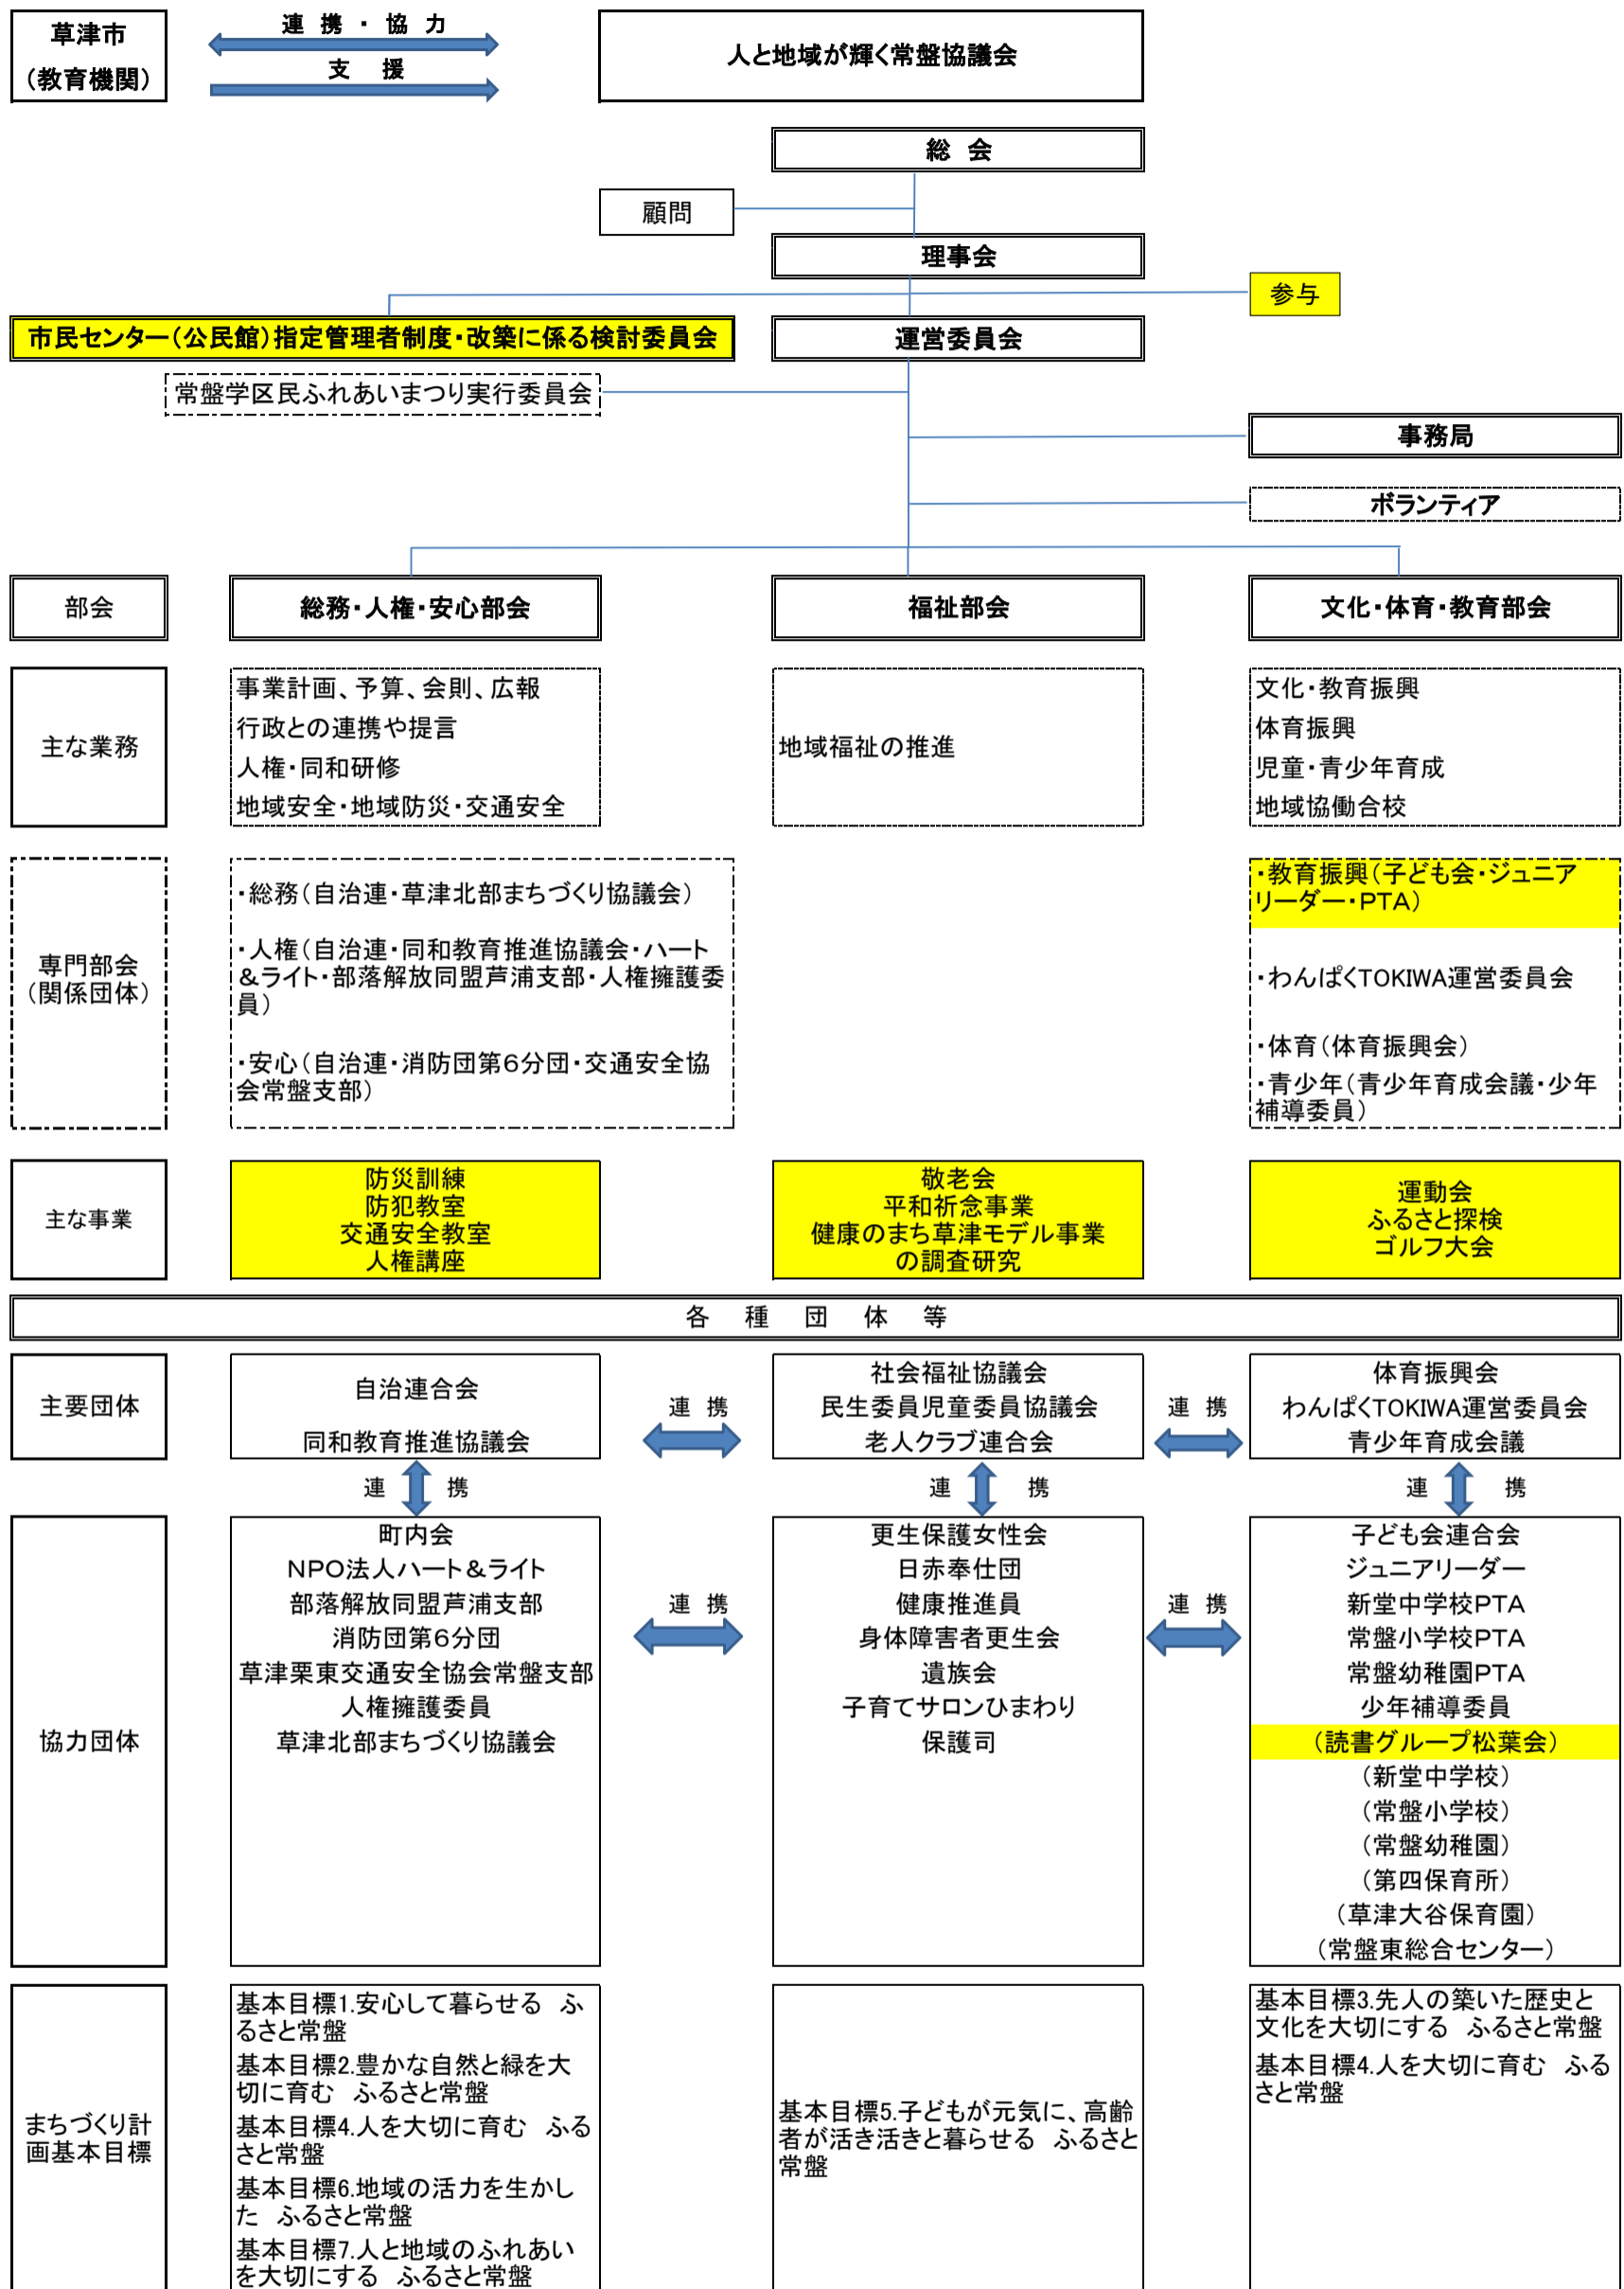 草津市
（教育機関）
連 携 ・ 協 力
支 援
人と地域が輝く常盤協議会
総 会
顧問
理事会
参与
市民センター（公民館）指定管理者制度・改築に係る検討委員会
運営委員会
常盤学区民ふれあいまつり実行委員会
事務局
ボランティア
部会
総務・人権・安心部会
福祉部会
文化・体育・教育部会
主な業務
事業計画、予算、会則、広報
行政との連携や提言
人権・同和研修
地域安全・地域防災・交通安全
地域福祉の推進
文化・教育振興
体育振興
児童・青少年育成
地域協働合校
専門部会
（関係団体）
・総務（自治連・草津北部まちづくり協議会）
・人権（自治連・同和教育推進協議会・ハート
＆ライト・部落解放同盟芦浦支部・人権擁護委
員）
・安心（自治連・消防団第６分団・交通安全協
会常盤支部）
・教育振興（子ども会・ジュニア
リーダー・PTA）
・わんぱくTOKIWA運営委員会
・体育（体育振興会）
・青少年（青少年育成会議・少年
補導委員）
主な事業
防災訓練
防犯教室
交通安全教室
人権講座
敬老会
平和祈念事業
健康のまち草津モデル事業
の調査研究
運動会
ふるさと探検
ゴルフ大会
各 種 団 体 等
主要団体
自治連合会
同和教育推進協議会
連 携
社会福祉協議会
民生委員児童委員協議会
老人クラブ連合会
連 携
体育振興会
わんぱくTOKIWA運営委員会
青少年育成会議
連 携
連 携
連 携
協力団体
町内会
NPO法人ハート＆ライト
部落解放同盟芦浦支部
消防団第６分団
草津栗東交通安全協会常盤支部
人権擁護委員
草津北部まちづくり協議会
連 携
更生保護女性会
日赤奉仕団
健康推進員
身体障害者更生会
遺族会
子育てサロンひまわり
保護司
連 携
子ども会連合会
ジュニアリーダー
新堂中学校PTA
常盤小学校PTA
常盤幼稚園PTA
少年補導委員
（読書グループ松葉会）
（新堂中学校）
（常盤小学校）
（常盤幼稚園）
（第四保育所）
（草津大谷保育園）
（常盤東総合センター）
まちづくり計
画基本目標
基本目標1.安心して暮らせる ふ
るさと常盤
基本目標2.豊かな自然と緑を大
切に育む ふるさと常盤
基本目標4.人を大切に育む ふる
さと常盤
基本目標6.地域の活力を生かし
た ふるさと常盤
基本目標7.人と地域のふれあい
を大切にする ふるさと常盤
基本目標5.子どもが元気に、高齢
者が活き活きと暮らせる ふるさと
常盤
基本目標3.先人の築いた歴史と
文化を大切にする ふるさと常盤
基本目標4.人を大切に育む ふる
さと常盤